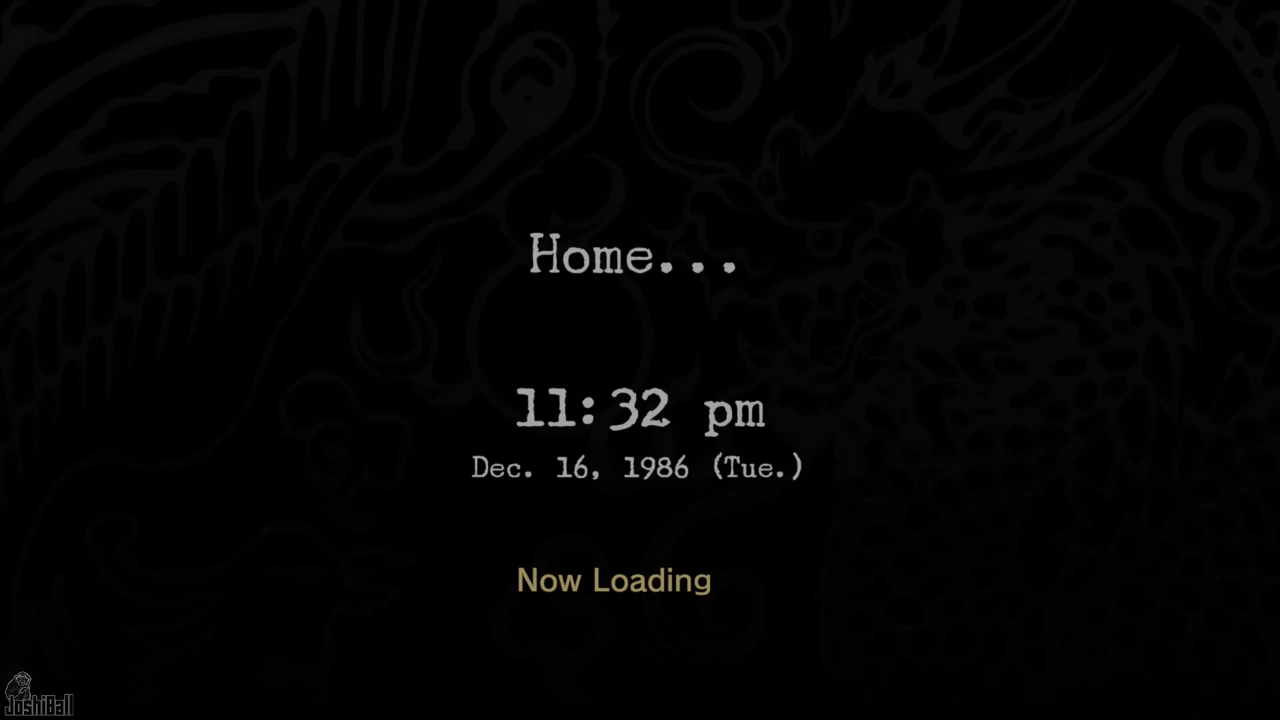 Home...
11:32 pm
Dec. 16, 1986 (Tue.)
Now Loading
JoshiBall